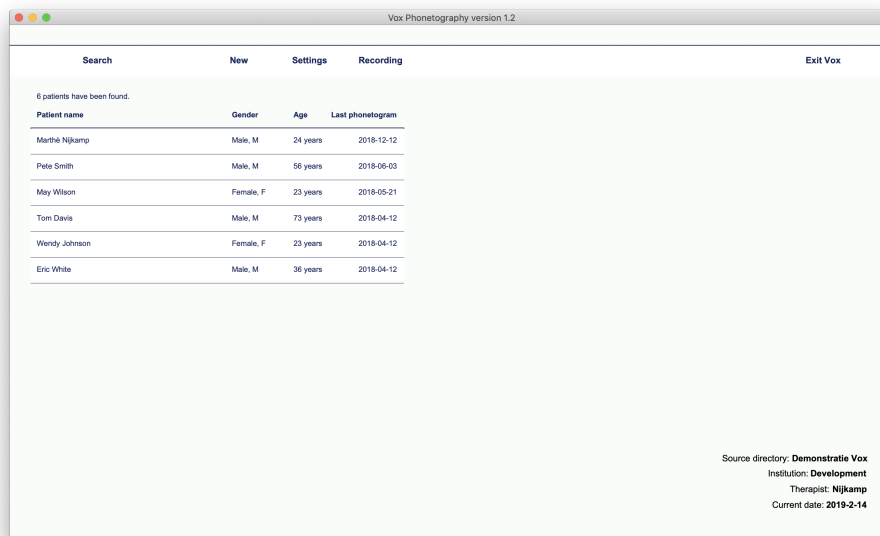 Vox Phonetography version 1.2
Search New Settings Recording Exit Vox
6 patients have been found.
Patient name Gender Age Last phonetogram
Marthè Nijkamp Male, M 24 years 2018-12-12
Pete Smith Male, M 56 years 2018-06-03
May Wilson Female, F 23 years 2018-05-21
Tom Davis Male, M 73 years 2018-04-12
Wendy Johnson Female, F 23 years 2018-04-12
Eric White Male, M 36 years 2018-04-12
Source directory: Demonstratie Vox
Institution: Development
Therapist: Nijkamp
Current date: 2019-2-14